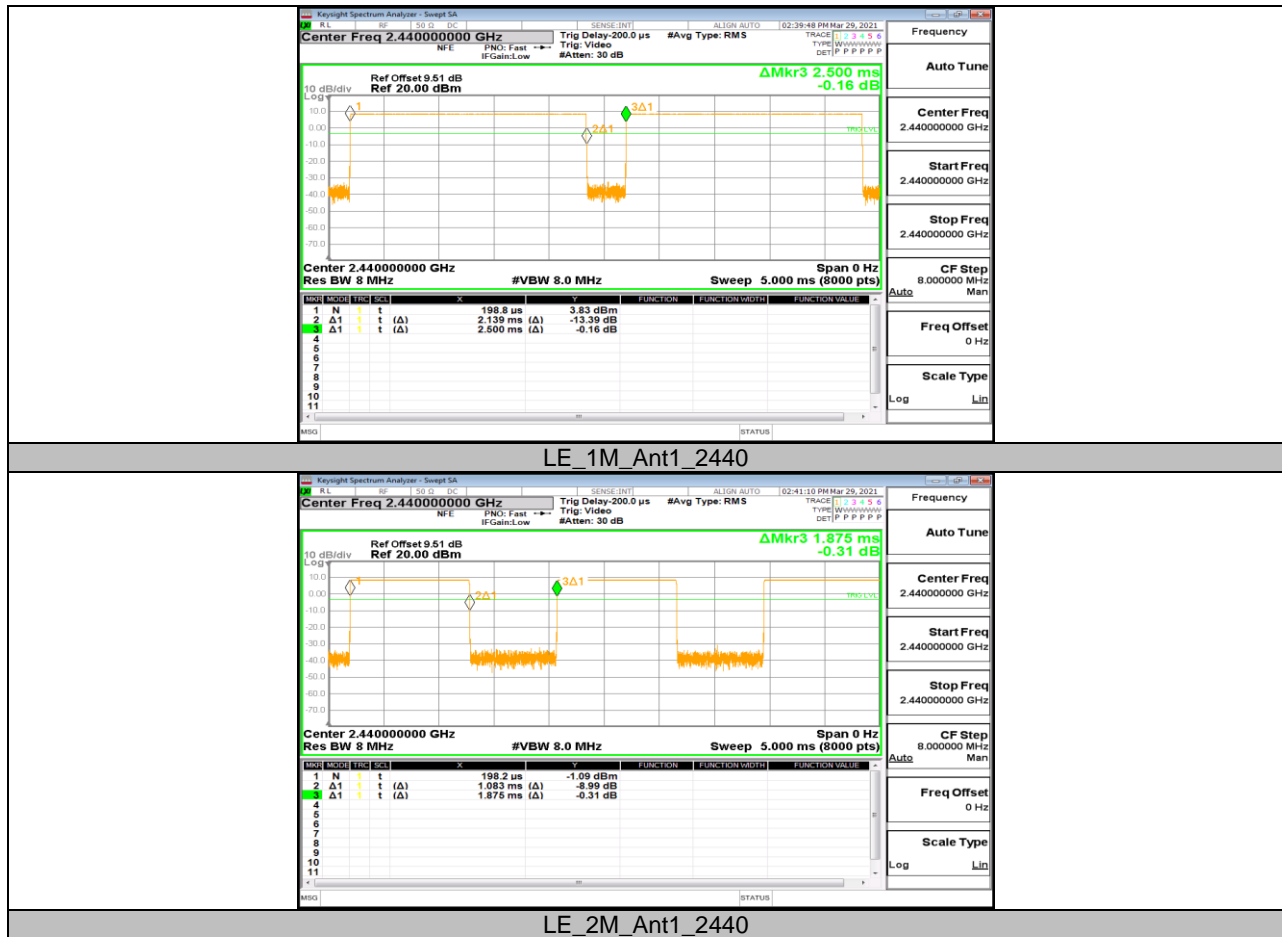 Keysight Spectrum Analyzer - Swept SA
RL RF 50 Ω DC SENSE:INT ALIGN AUTO 02:39:48 PM Mar 29, 2021
Center Freq 2.440000000 GHz
NFE PNO: Fast IFGain:Low
Trig Delay-200.0 µs
Trig: Video
#Atten: 30 dB
#Avg Type: RMS
TRACE 1 2 3 4 5 6
TYPE WWWWWWW
DET P P P P P P
Ref Offset 9.51 dB
10 dB/div Ref 20.00 dBm
Log
ΔMkr3 2.500 ms
-0.16 dB
10.0
0.00
-10.0
-20.0
-30.0
-40.0
-50.0
-60.0
-70.0
1
2Δ1
3Δ1
TRIG LVL
Center 2.440000000 GHz Span 0 Hz
Res BW 8 MHz #VBW 8.0 MHz Sweep 5.000 ms (8000 pts)
MKR MODE TRC SCL X Y FUNCTION FUNCTION WIDTH FUNCTION VALUE
1 N 1 t 198.8 µs 3.83 dBm
2 Δ1 1 t (Δ) 2.139 ms (Δ) -13.39 dB
3 Δ1 1 t (Δ) 2.500 ms (Δ) -0.16 dB
4
5
6
7
8
9
10
11
MSG STATUS
Frequency
Auto Tune
Center Freq
2.440000000 GHz
Start Freq
2.440000000 GHz
Stop Freq
2.440000000 GHz
CF Step
8.000000 MHz
Auto Man
Freq Offset
0 Hz
Scale Type
Log Lin
LE_1M_Ant1_2440
Keysight Spectrum Analyzer - Swept SA
RL RF 50 Ω DC SENSE:INT ALIGN AUTO 02:41:10 PM Mar 29, 2021
Center Freq 2.440000000 GHz
NFE PNO: Fast IFGain:Low
Trig Delay-200.0 µs
Trig: Video
#Atten: 30 dB
#Avg Type: RMS
TRACE 1 2 3 4 5 6
TYPE WWWWWWW
DET P P P P P P
Ref Offset 9.51 dB
10 dB/div Ref 20.00 dBm
Log
ΔMkr3 1.875 ms
-0.31 dB
10.0
0.00
-10.0
-20.0
-30.0
-40.0
-50.0
-60.0
-70.0
1
2Δ1
3Δ1
TRIG LVL
Center 2.440000000 GHz Span 0 Hz
Res BW 8 MHz #VBW 8.0 MHz Sweep 5.000 ms (8000 pts)
MKR MODE TRC SCL X Y FUNCTION FUNCTION WIDTH FUNCTION VALUE
1 N 1 t 198.2 µs -1.09 dBm
2 Δ1 1 t (Δ) 1.083 ms (Δ) -8.99 dB
3 Δ1 1 t (Δ) 1.875 ms (Δ) -0.31 dB
4
5
6
7
8
9
10
11
MSG STATUS
Frequency
Auto Tune
Center Freq
2.440000000 GHz
Start Freq
2.440000000 GHz
Stop Freq
2.440000000 GHz
CF Step
8.000000 MHz
Auto Man
Freq Offset
0 Hz
Scale Type
Log Lin
LE_2M_Ant1_2440